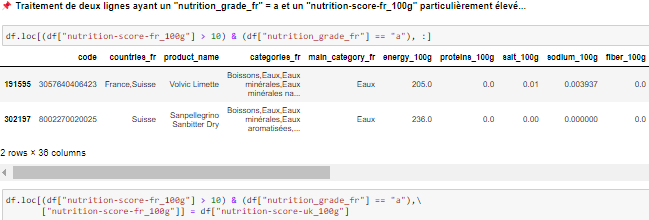 📌 Traitement de deux lignes ayant un "nutrition_grade_fr" = a et un "nutrition-score-fr_100g" particulièrement élevé...
df.loc[(df["nutrition-score-fr_100g"] > 10) & (df["nutrition_grade_fr"] == "a"), :]
code countries_fr product_name categories_fr main_category_fr energy_100g proteins_100g salt_100g sodium_100g fiber_100g
Boissons,Eaux,Eaux
191595 3057640406423 France,Suisse Volvic Limette minérales,Eaux Eaux 205.0 0.0 0.01 0.003937 0.0
minérales na...
Boissons,Eaux,Eaux
302197 8002270020025 Suisse Sanpellegrino Sanbitter Dry minérales,Eaux Eaux 236.0 0.0 0.00 0.000000 0.0
aromatisées,...
2 rows × 36 columns
df.loc[(df["nutrition-score-fr_100g"] > 10) & (df["nutrition_grade_fr"] == "a"),\
["nutrition-score-fr_100g"]] = df["nutrition-score-uk_100g"]